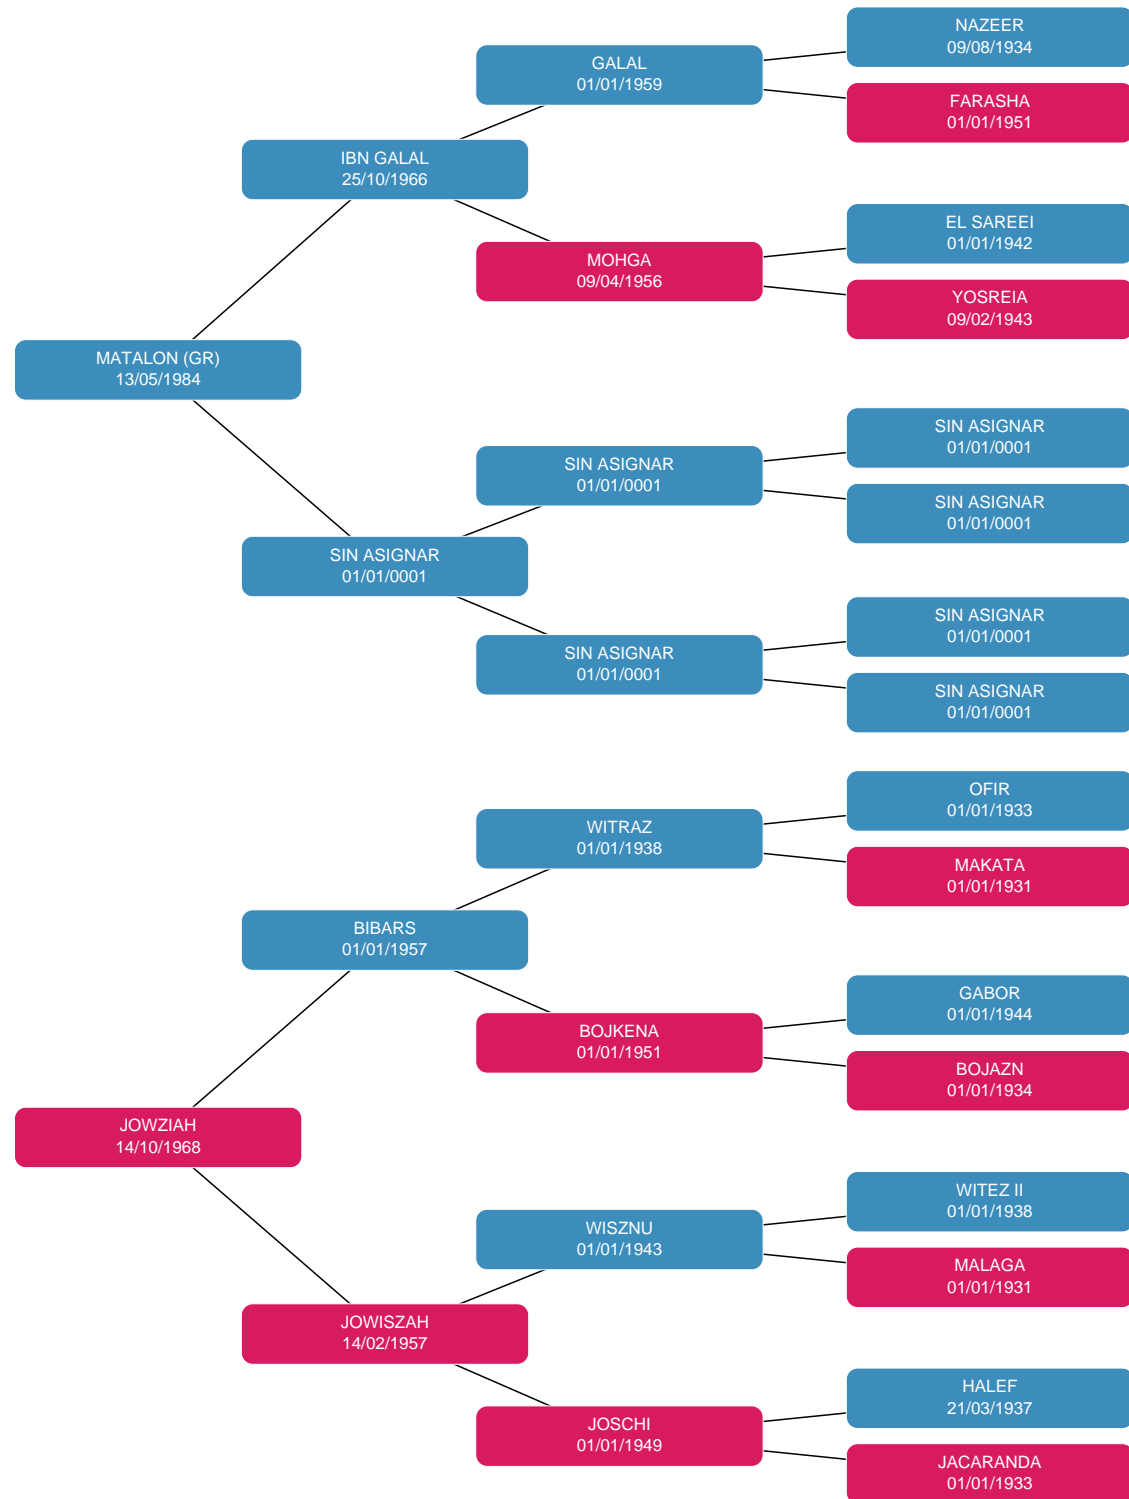 NAZEER
09/08/1934
GALAL
01/01/1959
FARASHA
01/01/1951
IBN GALAL
25/10/1966
EL SAREEI
01/01/1942
MOHGA
09/04/1956
YOSREIA
09/02/1943
MATALON (GR)
13/05/1984
SIN ASIGNAR
01/01/0001
SIN ASIGNAR
01/01/0001
SIN ASIGNAR
01/01/0001
SIN ASIGNAR
01/01/0001
SIN ASIGNAR
01/01/0001
SIN ASIGNAR
01/01/0001
SIN ASIGNAR
01/01/0001
OFIR
01/01/1933
WITRAZ
01/01/1938
MAKATA
01/01/1931
BIBARS
01/01/1957
GABOR
01/01/1944
BOJKENA
01/01/1951
BOJAZN
01/01/1934
JOWZIAH
14/10/1968
WITEZ II
01/01/1938
WISZNU
01/01/1943
MALAGA
01/01/1931
JOWISZAH
14/02/1957
HALEF
21/03/1937
JOSCHI
01/01/1949
JACARANDA
01/01/1933